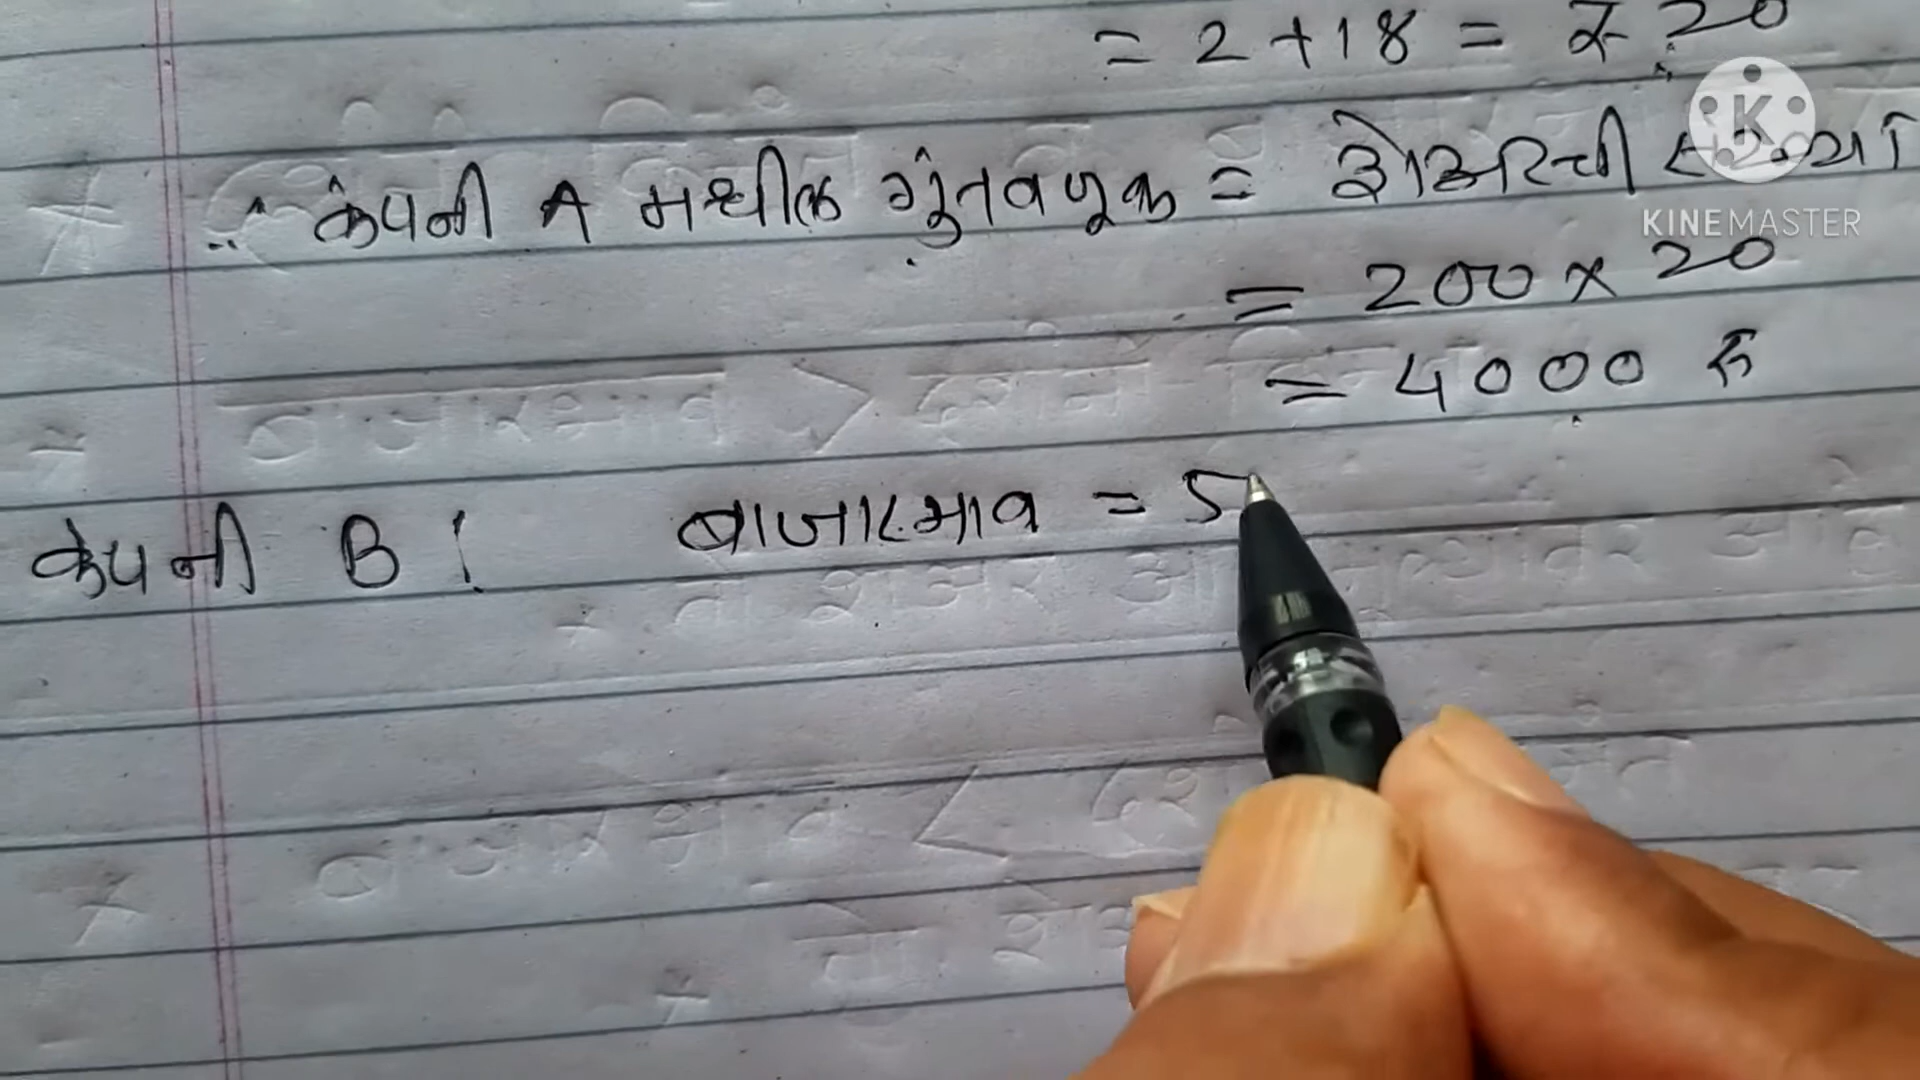 = 2 + 18 = ₹ 20
∴ कंपनी A मधील गुंतवणूक = शेअरची संख्या
= 200 × 20
= 4000 रु
कंपनी B : बाजारभाव = 5
K
KINEMASTER